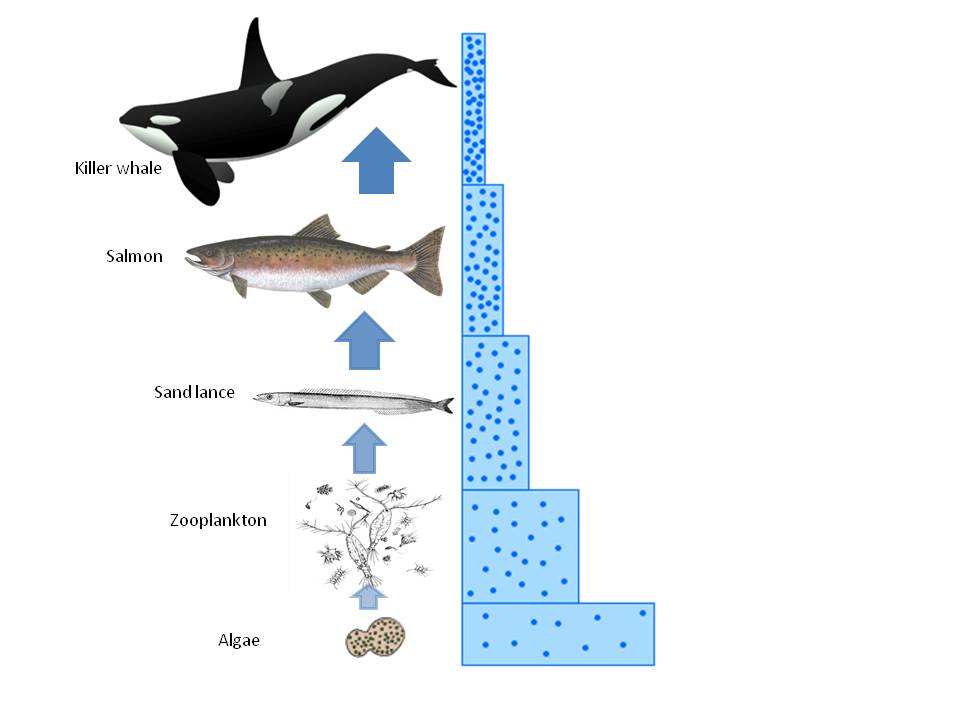 Killer whale
Salmon
Sand lance
Zooplankton
Algae